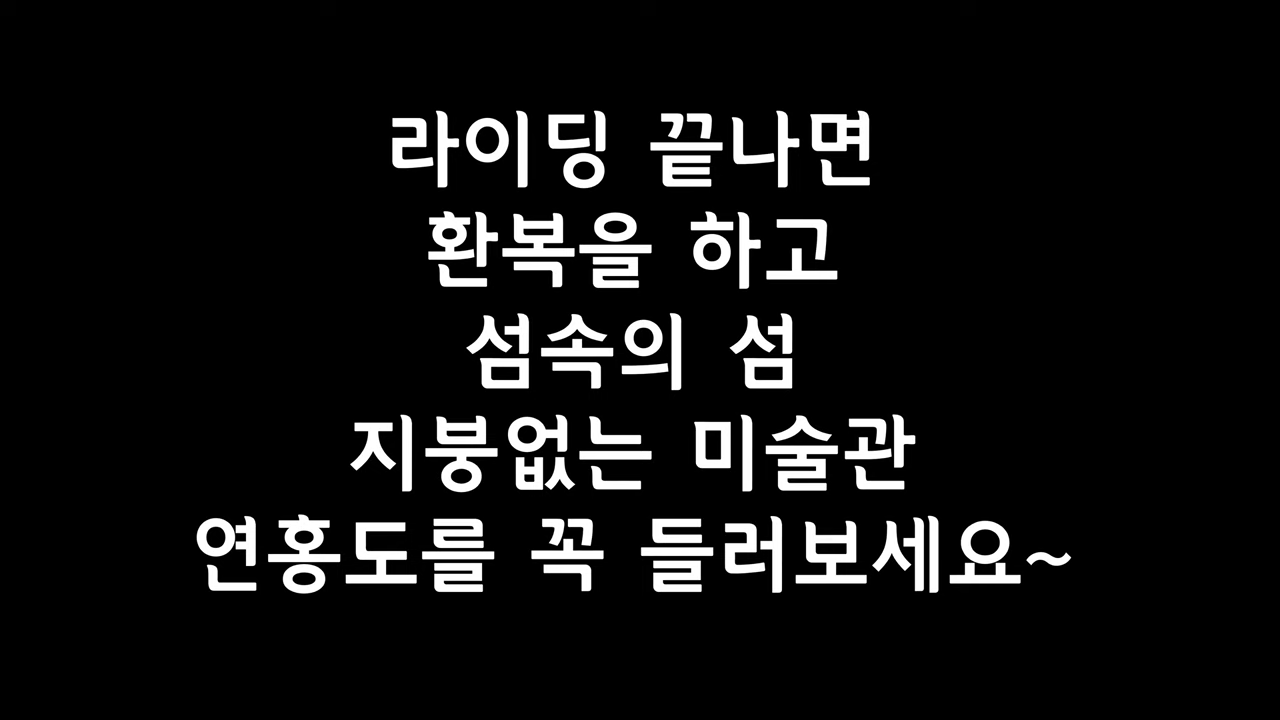 라이딩 끝나면
환복을 하고
섬속의 섬
지붕없는 미술관
연홍도를 꼭 들러보세요~